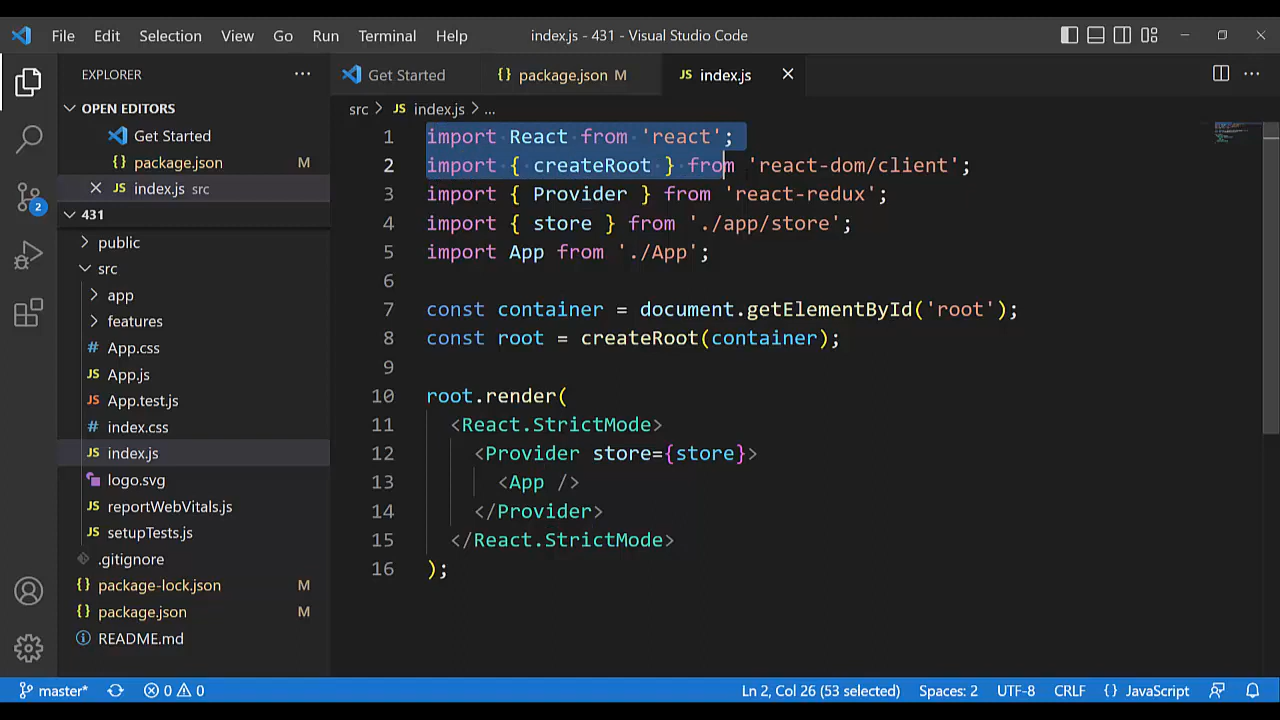 File Edit Selection View Go Run Terminal Help index.js - 431 - Visual Studio Code
EXPLORER
OPEN EDITORS
Get Started
package.json M
index.js src
431
public
src
app
features
App.css
App.js
App.test.js
index.css
index.js
logo.svg
reportWebVitals.js
setupTests.js
.gitignore
package-lock.json M
package.json M
README.md
2
Get Started package.json M index.js
src > index.js > ...
1 import React from 'react';
2 import { createRoot } from 'react-dom/client';
3 import { Provider } from 'react-redux';
4 import { store } from './app/store';
5 import App from './App';
6
7 const container = document.getElementById('root');
8 const root = createRoot(container);
9
10 root.render(
11 <React.StrictMode>
12 <Provider store={store}>
13 <App />
14 </Provider>
15 </React.StrictMode>
16 );
master* 0 0 Ln 2, Col 26 (53 selected) Spaces: 2 UTF-8 CRLF {} JavaScript